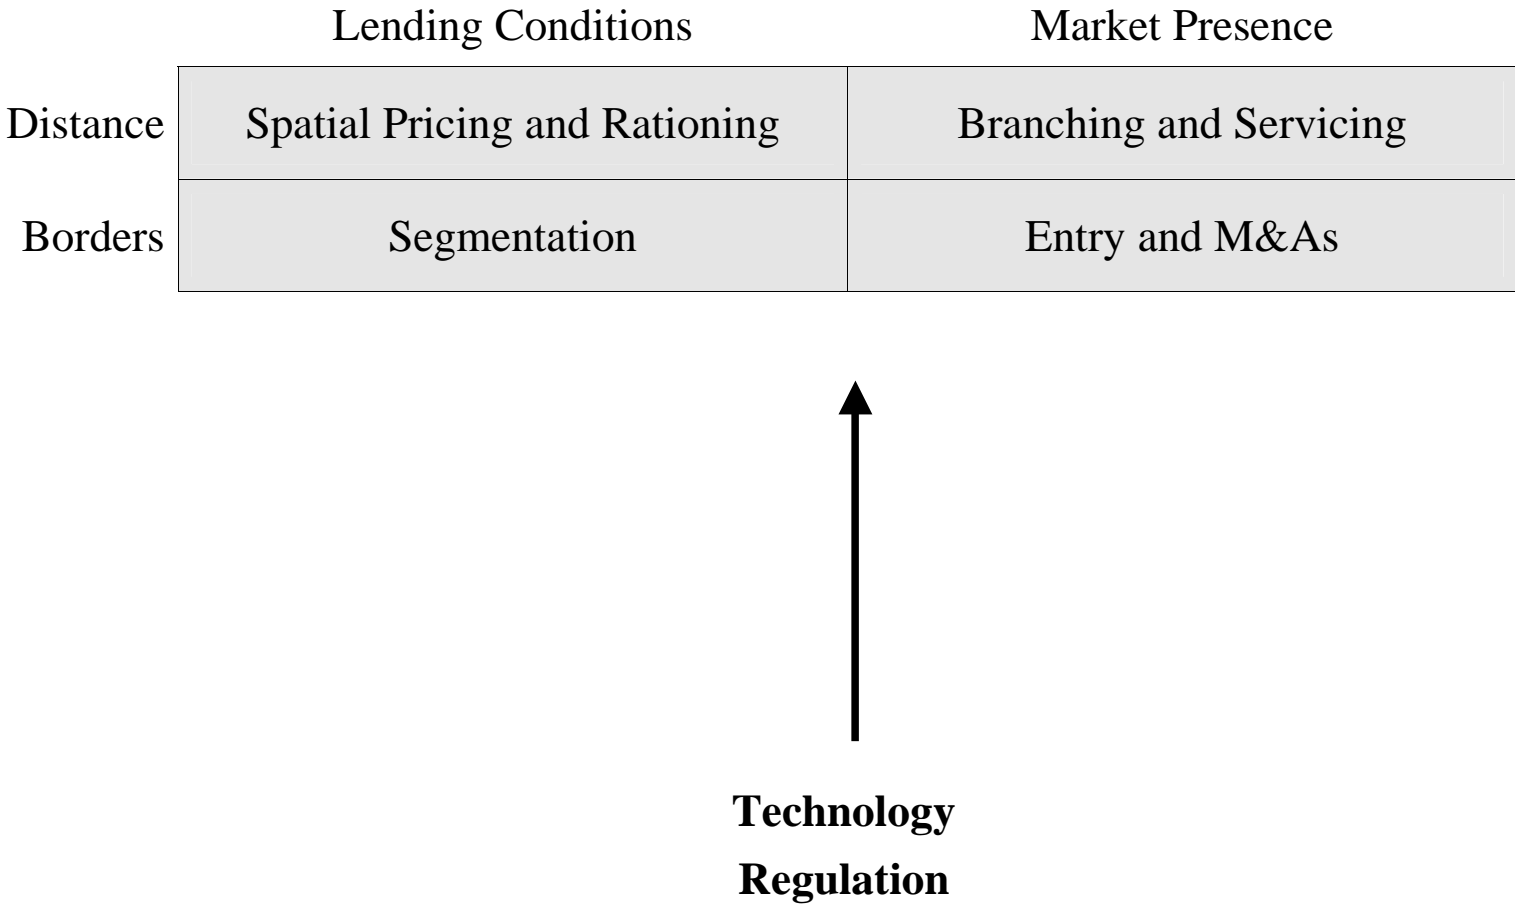 Lending Conditions Market Presence
Distance Spatial Pricing and Rationing Branching and Servicing
Borders Segmentation Entry and M&As
Technology
Regulation